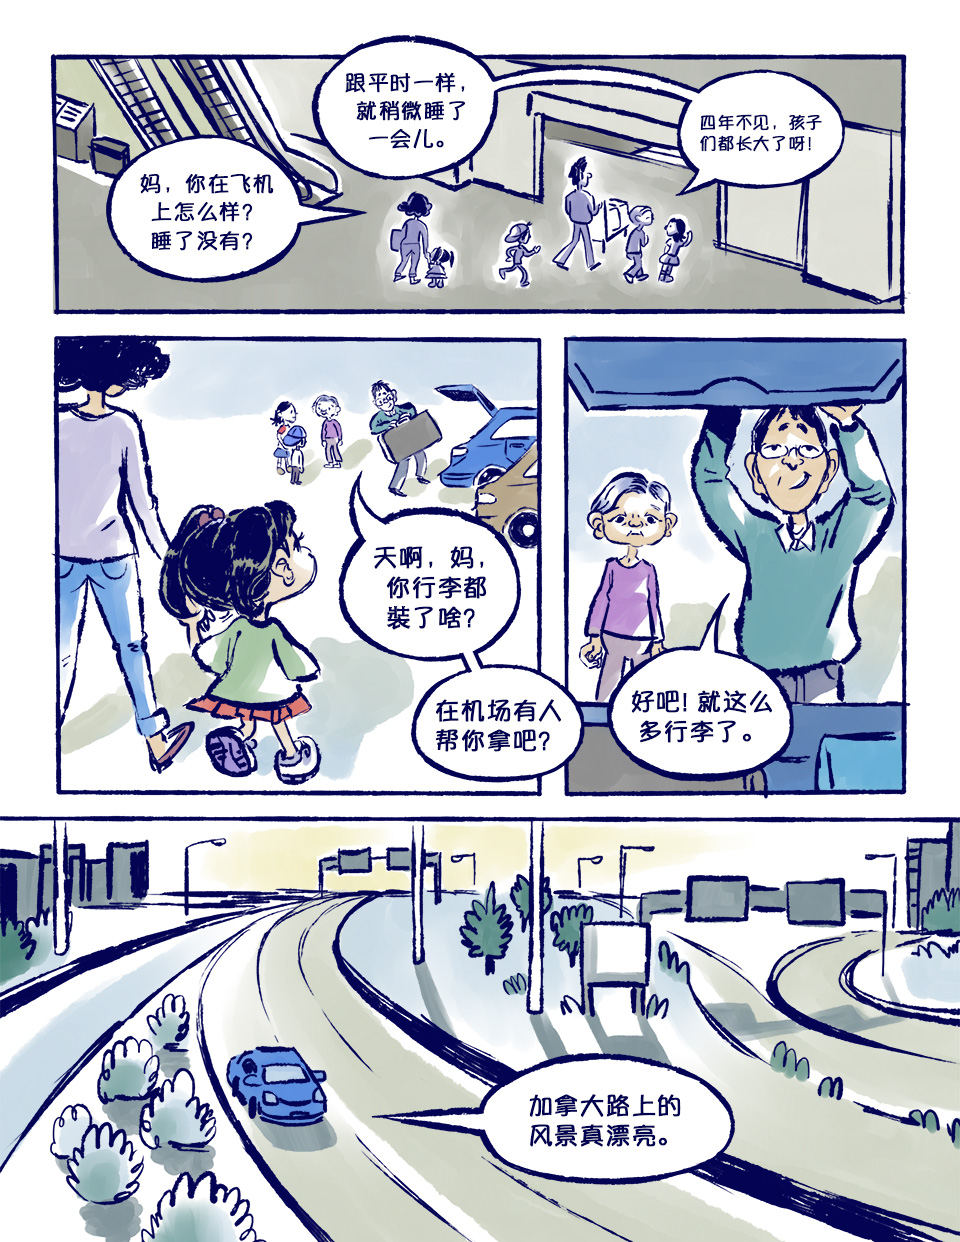 妈，你在飞机
上怎么样？
睡了没有？
跟平时一样，
就稍微睡了
一会儿。
四年不见，孩子
们都长大了呀！
天啊，妈，
你行李都
裝了啥？
在机场有人
帮你拿吧？
好吧！就这么
多行李了。
加拿大路上的
风景真漂亮。